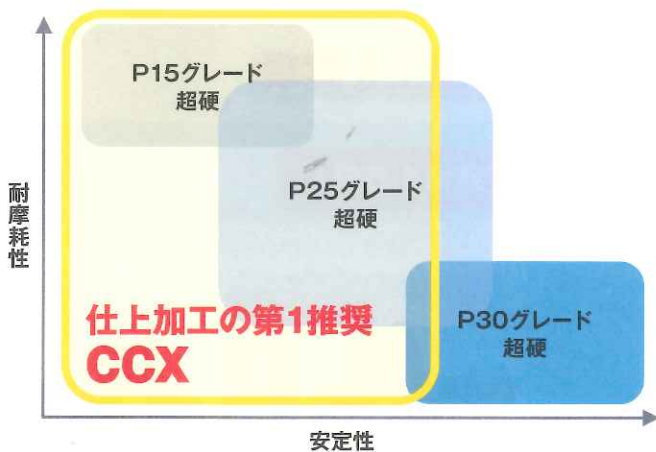 P15グレード
超硬
P25グレード
超硬
耐摩耗性
仕上加工の第1推奨
CCX
P30グレード
超硬
安定性